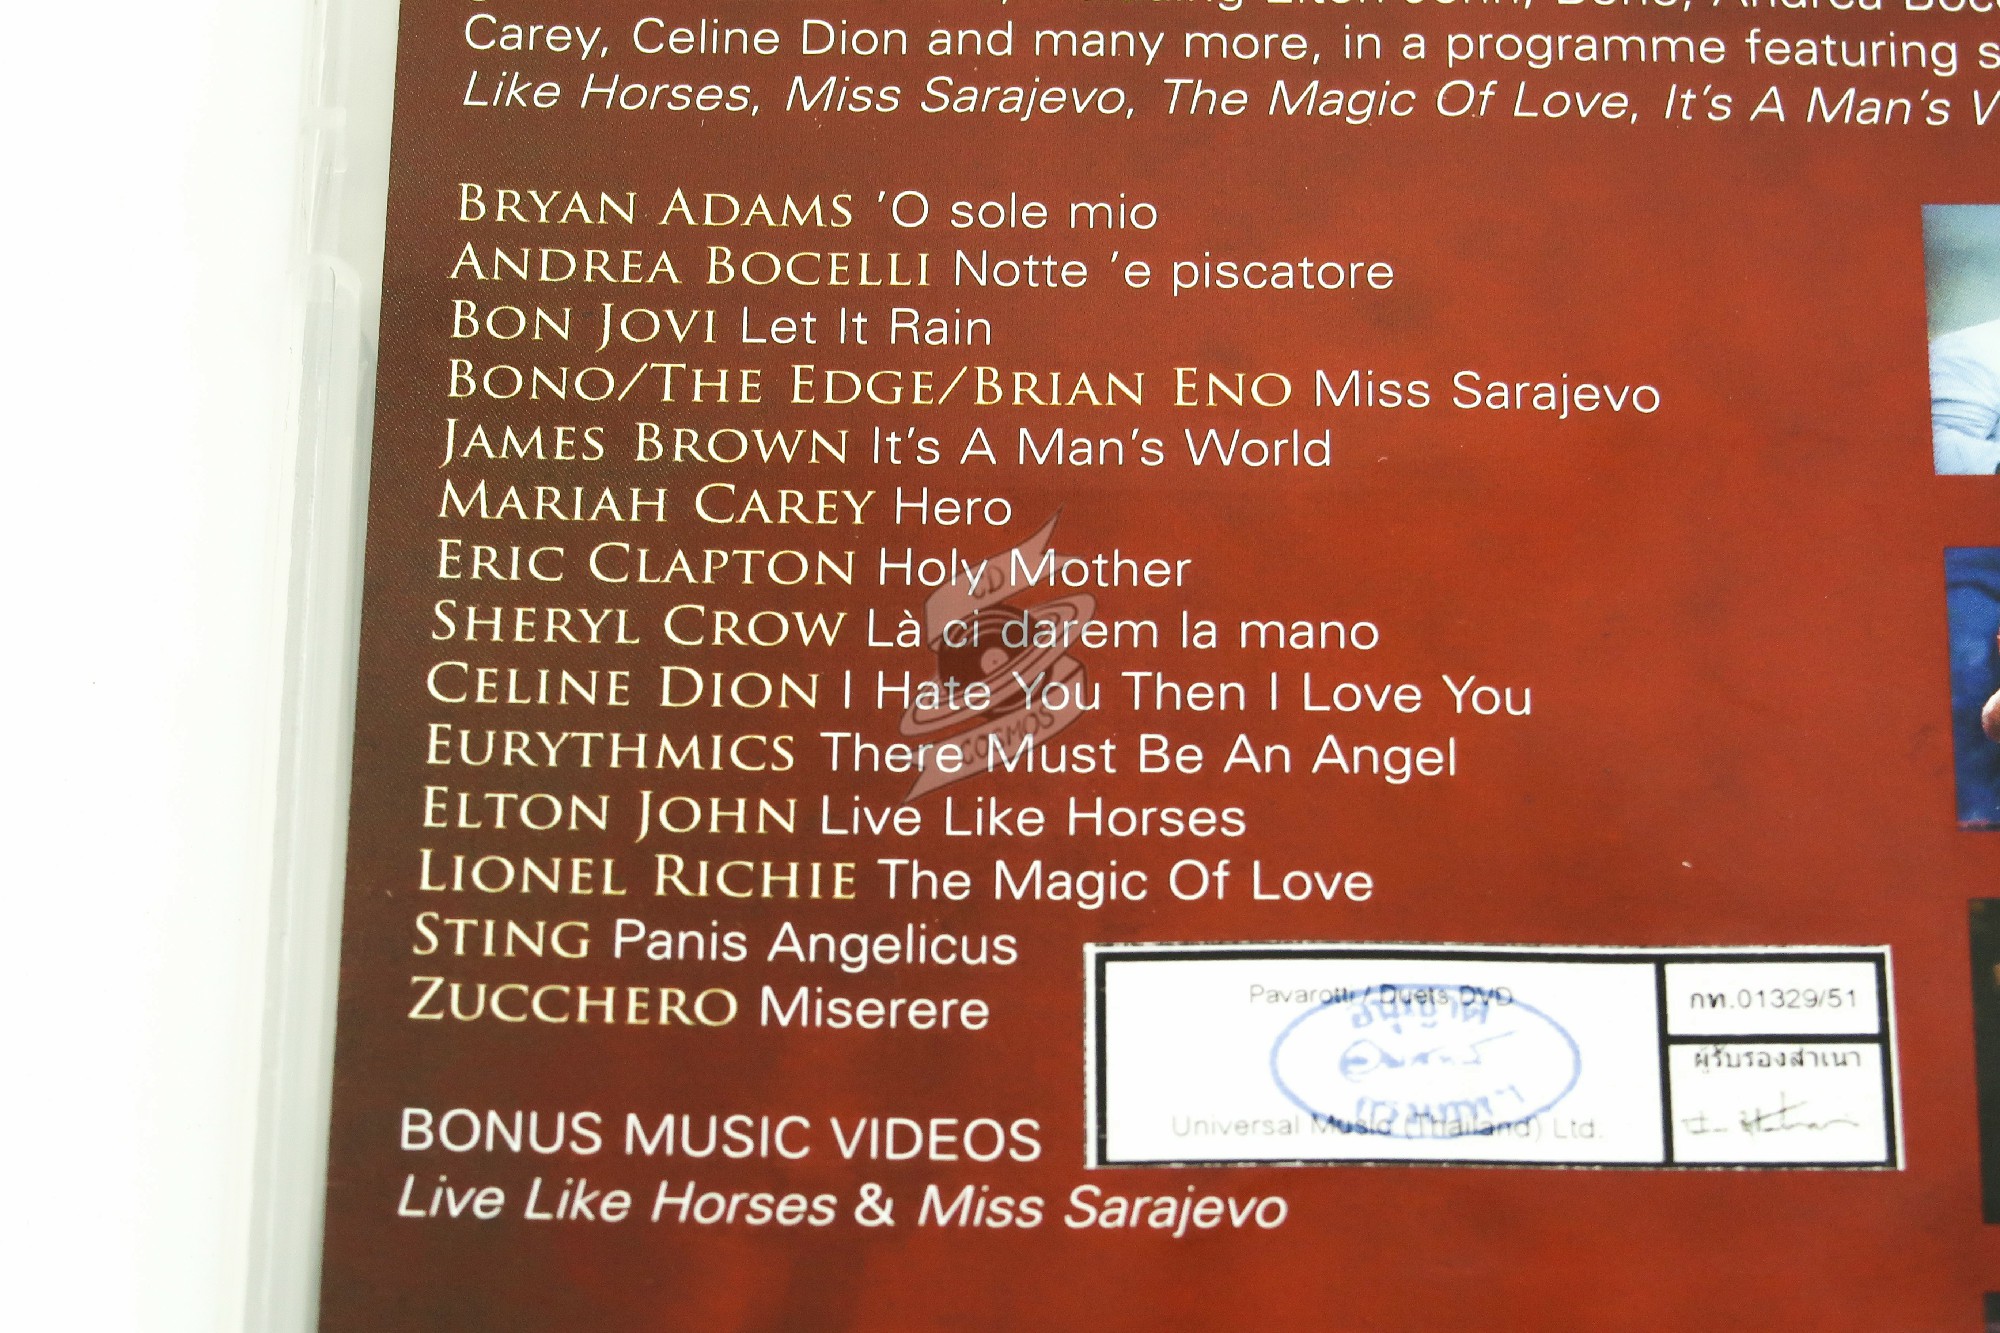 Elton John, Bono, Andrea
Carey, Celine Dion and many more, in a programme featuring
Like Horses, Miss Sarajevo, The Magic Of Love, It's A Man's
BRYAN ADAMS 'O sole mio
ANDREA BOCELLI Notte 'e piscatore
BON JOVI Let It Rain
BONO/THE EDGE/BRIAN ENO Miss Sarajevo
JAMES BROWN It's A Man's World
MARIAH CAREY Hero
ERIC CLAPTON Holy Mother
SHERYL CROW Là ci darem la mano
CELINE DION I Hate You Then I Love You
EURYTHMICS There Must Be An Angel
ELTON JOHN Live Like Horses
LIONEL RICHIE The Magic Of Love
STING Panis Angelicus
ZUCCHERO Miserere
BONUS MUSIC VIDEOS
Live Like Horses & Miss Sarajevo
Pavarotti / Duets DVD
Universal Music (Thailand) Ltd.
กท.01329/51
ผู้รับรองสำเนา
CD
COSMOS